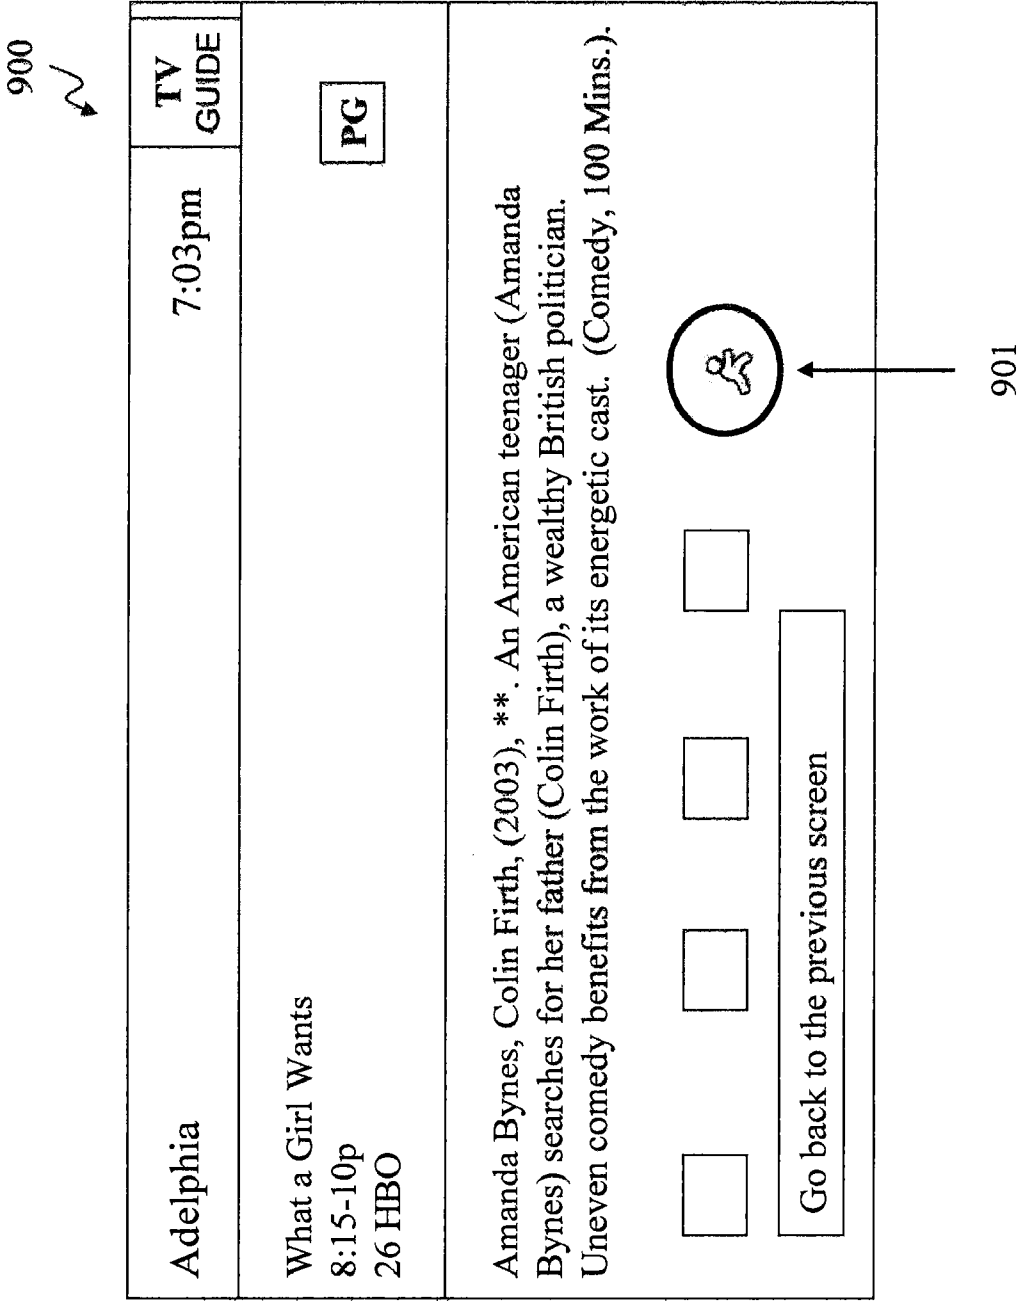 900
Adelphia
7:03pm
TV
GUIDE
What a Girl Wants
8:15-10p
26 HBO
PG
Amanda Bynes, Colin Firth, (2003), **. An American teenager (Amanda
Bynes) searches for her father (Colin Firth), a wealthy British politician.
Uneven comedy benefits from the work of its energetic cast. (Comedy, 100 Mins.).
Go back to the previous screen
901